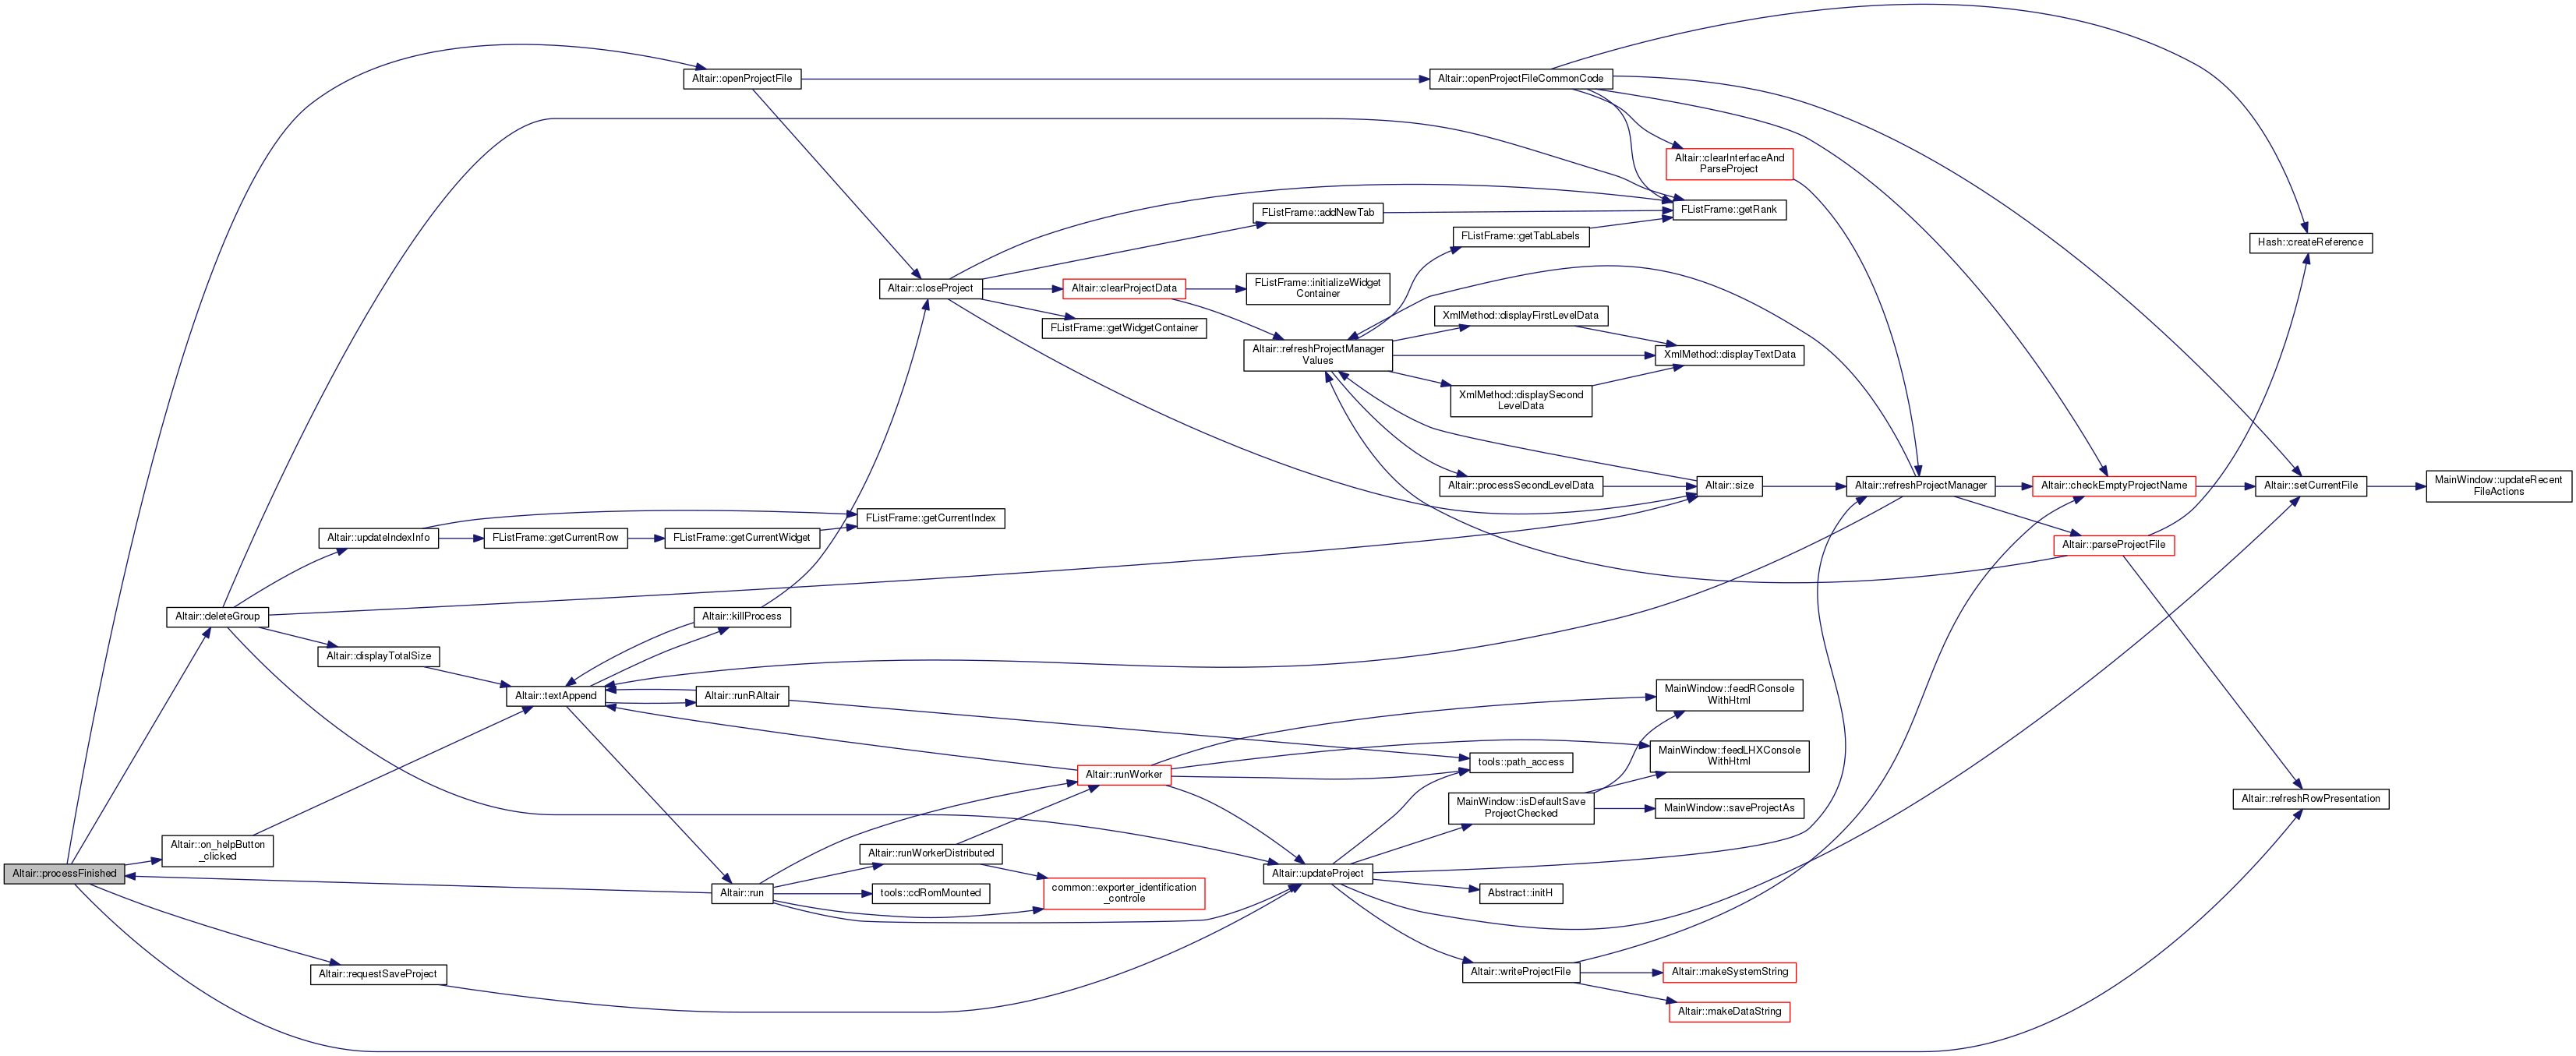 Altair::openProjectFile
Altair::openProjectFileCommonCode
Altair::clearInterfaceAnd
ParseProject
FListFrame::addNewTab
FListFrame::getRank
FListFrame::getTabLabels
Hash::createReference
Altair::closeProject
Altair::clearProjectData
FListFrame::initializeWidget
Container
FListFrame::getWidgetContainer
XmlMethod::displayFirstLevelData
Altair::refreshProjectManager
Values
XmlMethod::displayTextData
XmlMethod::displaySecond
LevelData
Altair::processSecondLevelData
Altair::size
Altair::refreshProjectManager
Altair::checkEmptyProjectName
Altair::setCurrentFile
MainWindow::updateRecent
FileActions
FListFrame::getCurrentIndex
Altair::updateIndexInfo
FListFrame::getCurrentRow
FListFrame::getCurrentWidget
Altair::parseProjectFile
Altair::deleteGroup
Altair::killProcess
Altair::displayTotalSize
Altair::textAppend
Altair::runRAltair
MainWindow::feedRConsole
WithHtml
MainWindow::feedLHXConsole
WithHtml
Altair::runWorker
tools::path_access
MainWindow::isDefaultSave
ProjectChecked
MainWindow::saveProjectAs
Altair::refreshRowPresentation
Altair::on_helpButton
_clicked
Altair::runWorkerDistributed
Altair::processFinished
Altair::updateProject
Altair::run
tools::cdRomMounted
common::exporter_identification
_controle
Abstract::initH
Altair::requestSaveProject
Altair::writeProjectFile
Altair::makeSystemString
Altair::makeDataString